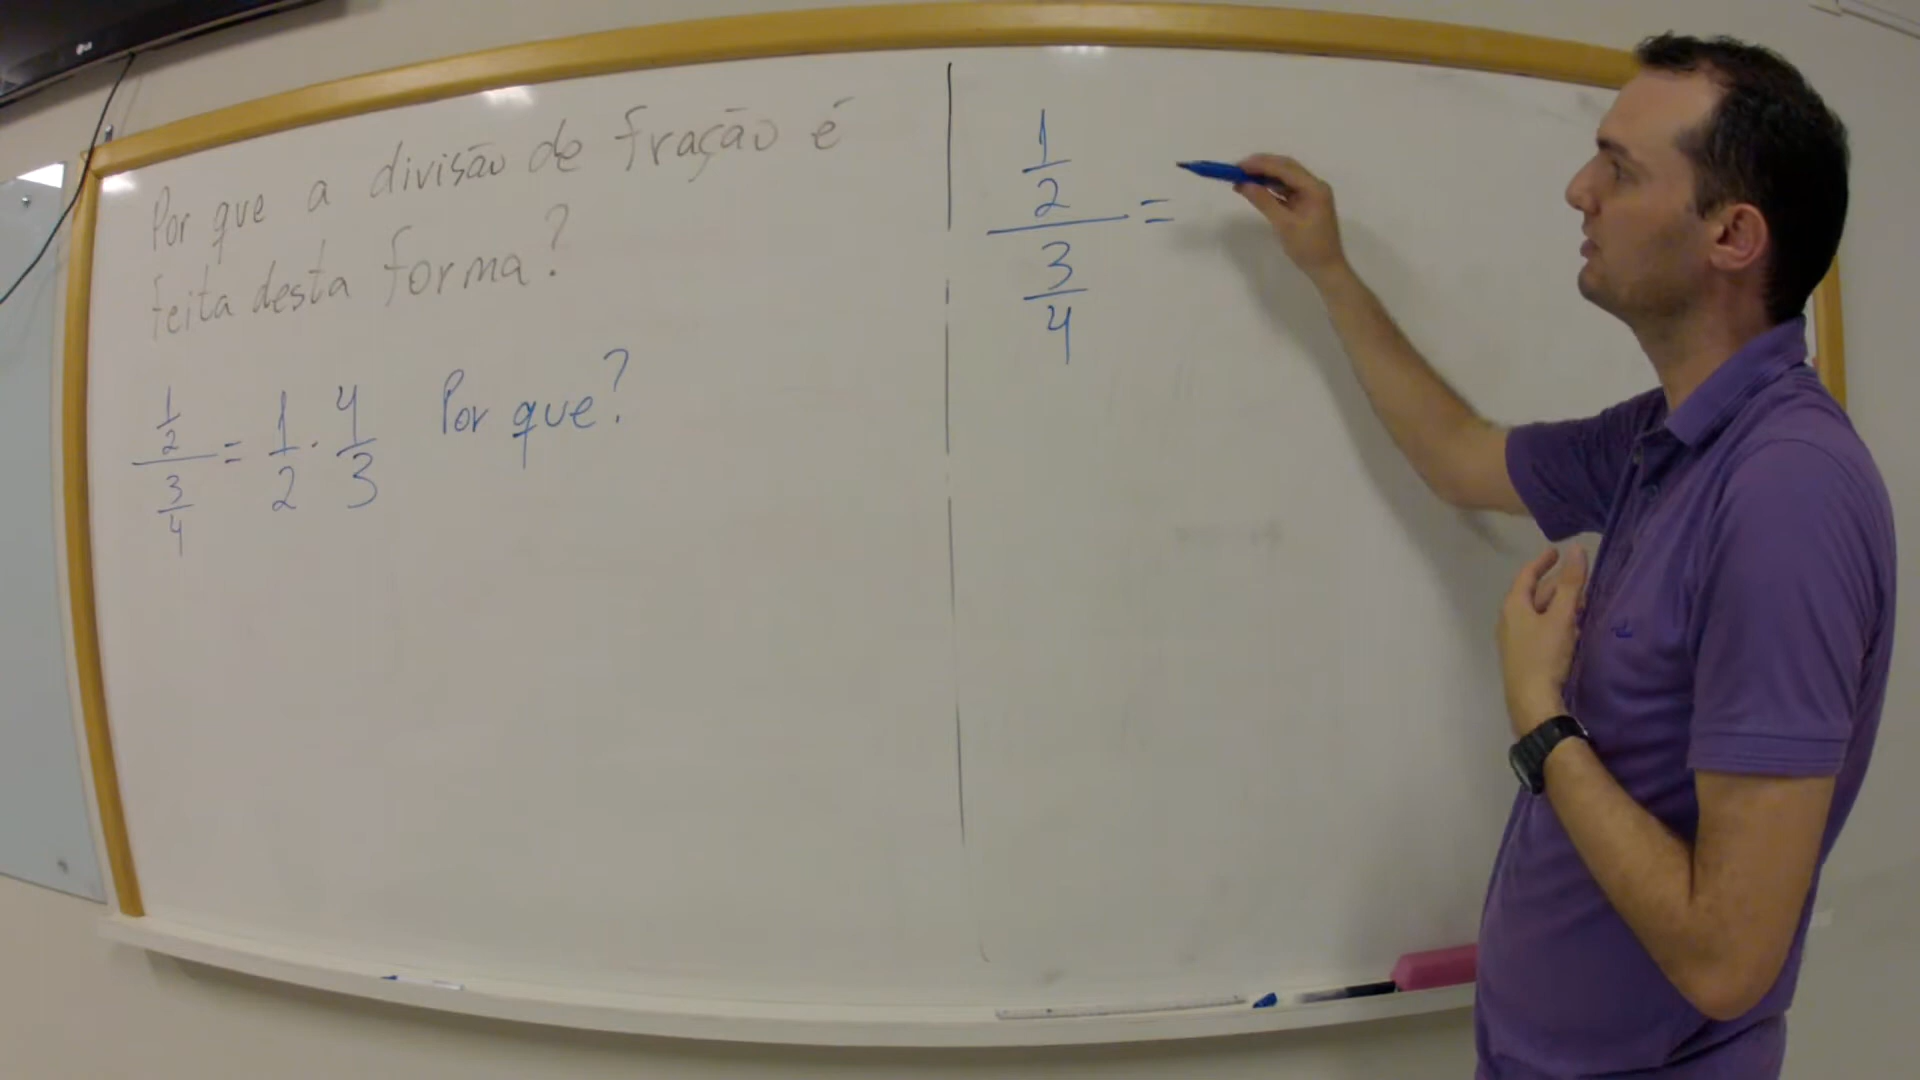 LG
Por que a divisão de fração é
feita desta forma?
1/2 / 3/4 = 1/2 . 4/3 Por que?
1/2 / 3/4 =